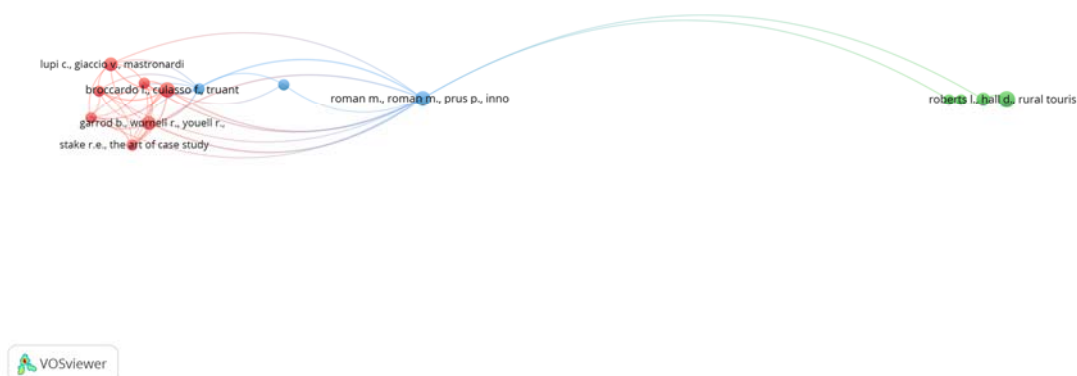 lupi c., giaccio v., mastronardi
broccardo l., culasso f., truant
roman m., roman m., prus p., inno
roberts l., hall d., rural touris
garrod b., wornell r., youell r.,
stake r.e., the art of case study
VOSviewer